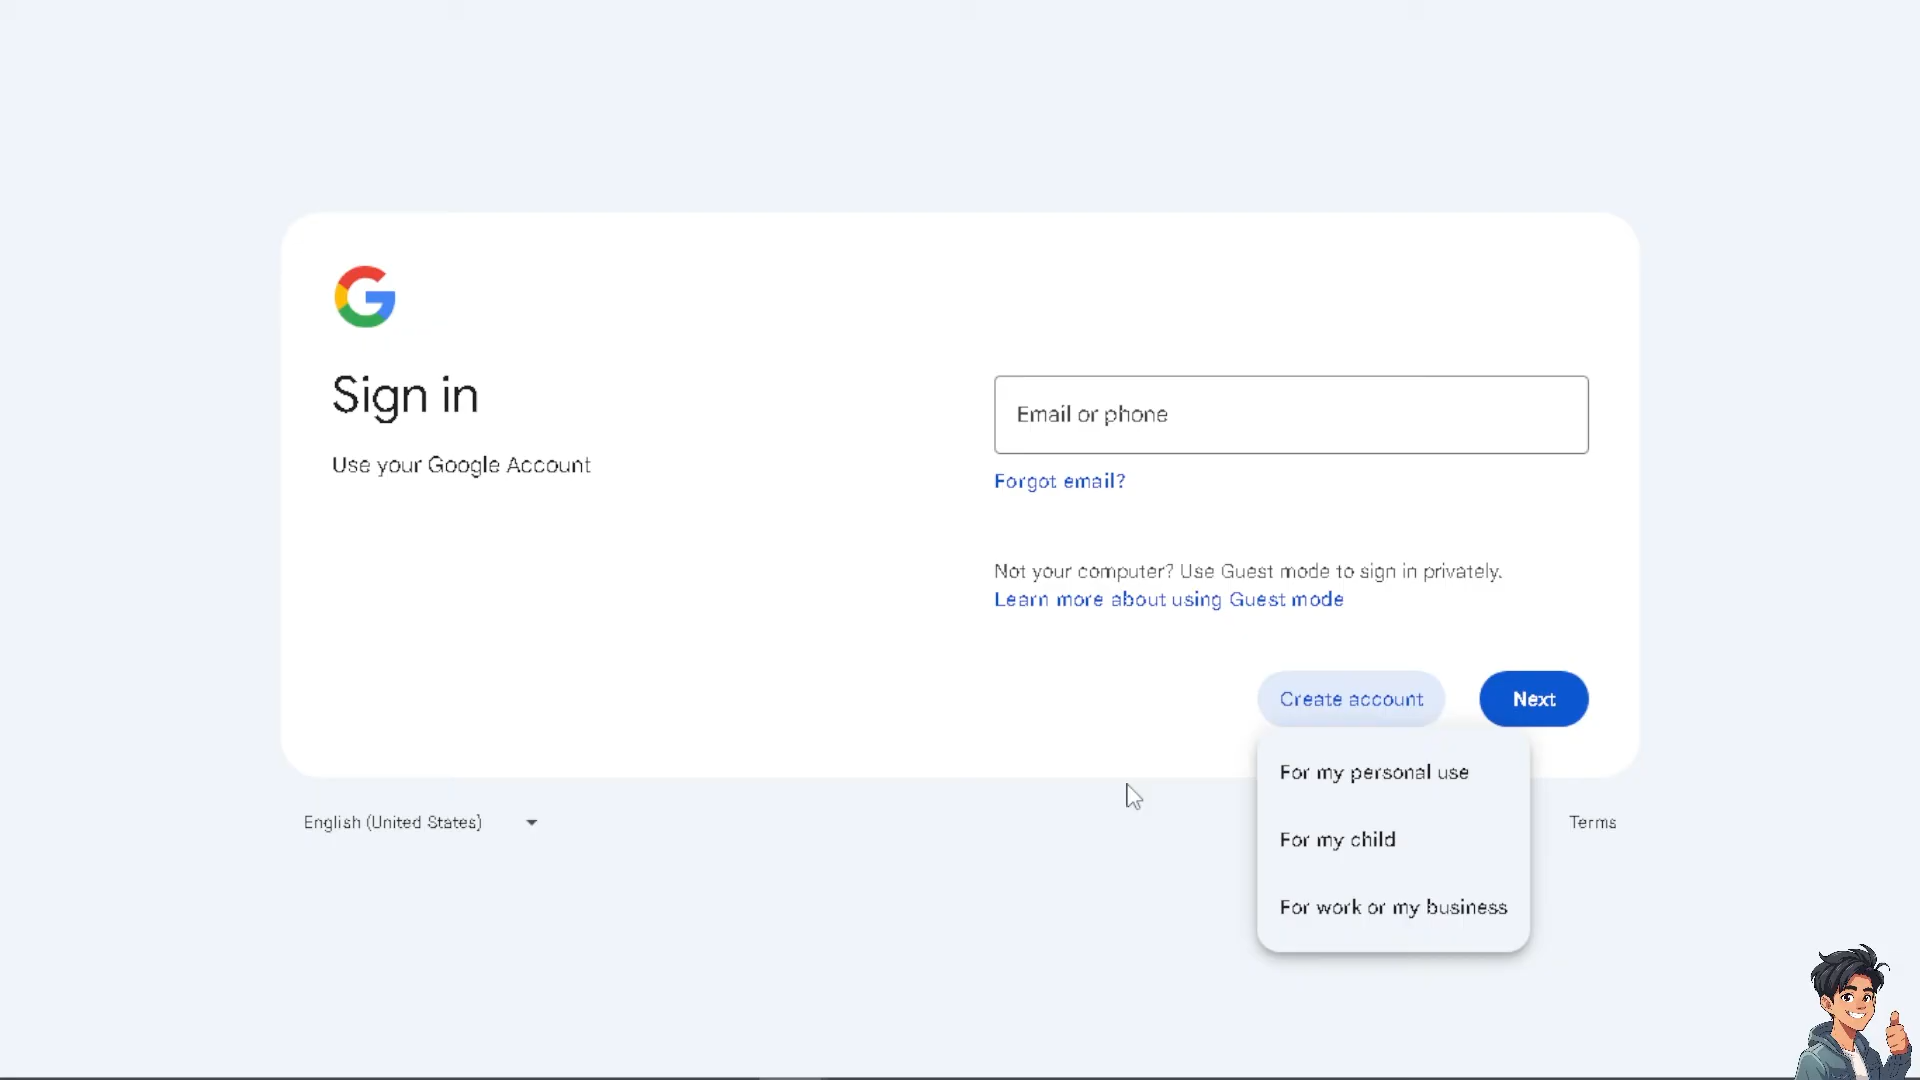 Sign in
Use your Google Account
Email or phone
Forgot email?
Not your computer? Use Guest mode to sign in privately.
Learn more about using Guest mode
Create account
Next
For my personal use
For my child
For work or my business
English (United States)
Terms